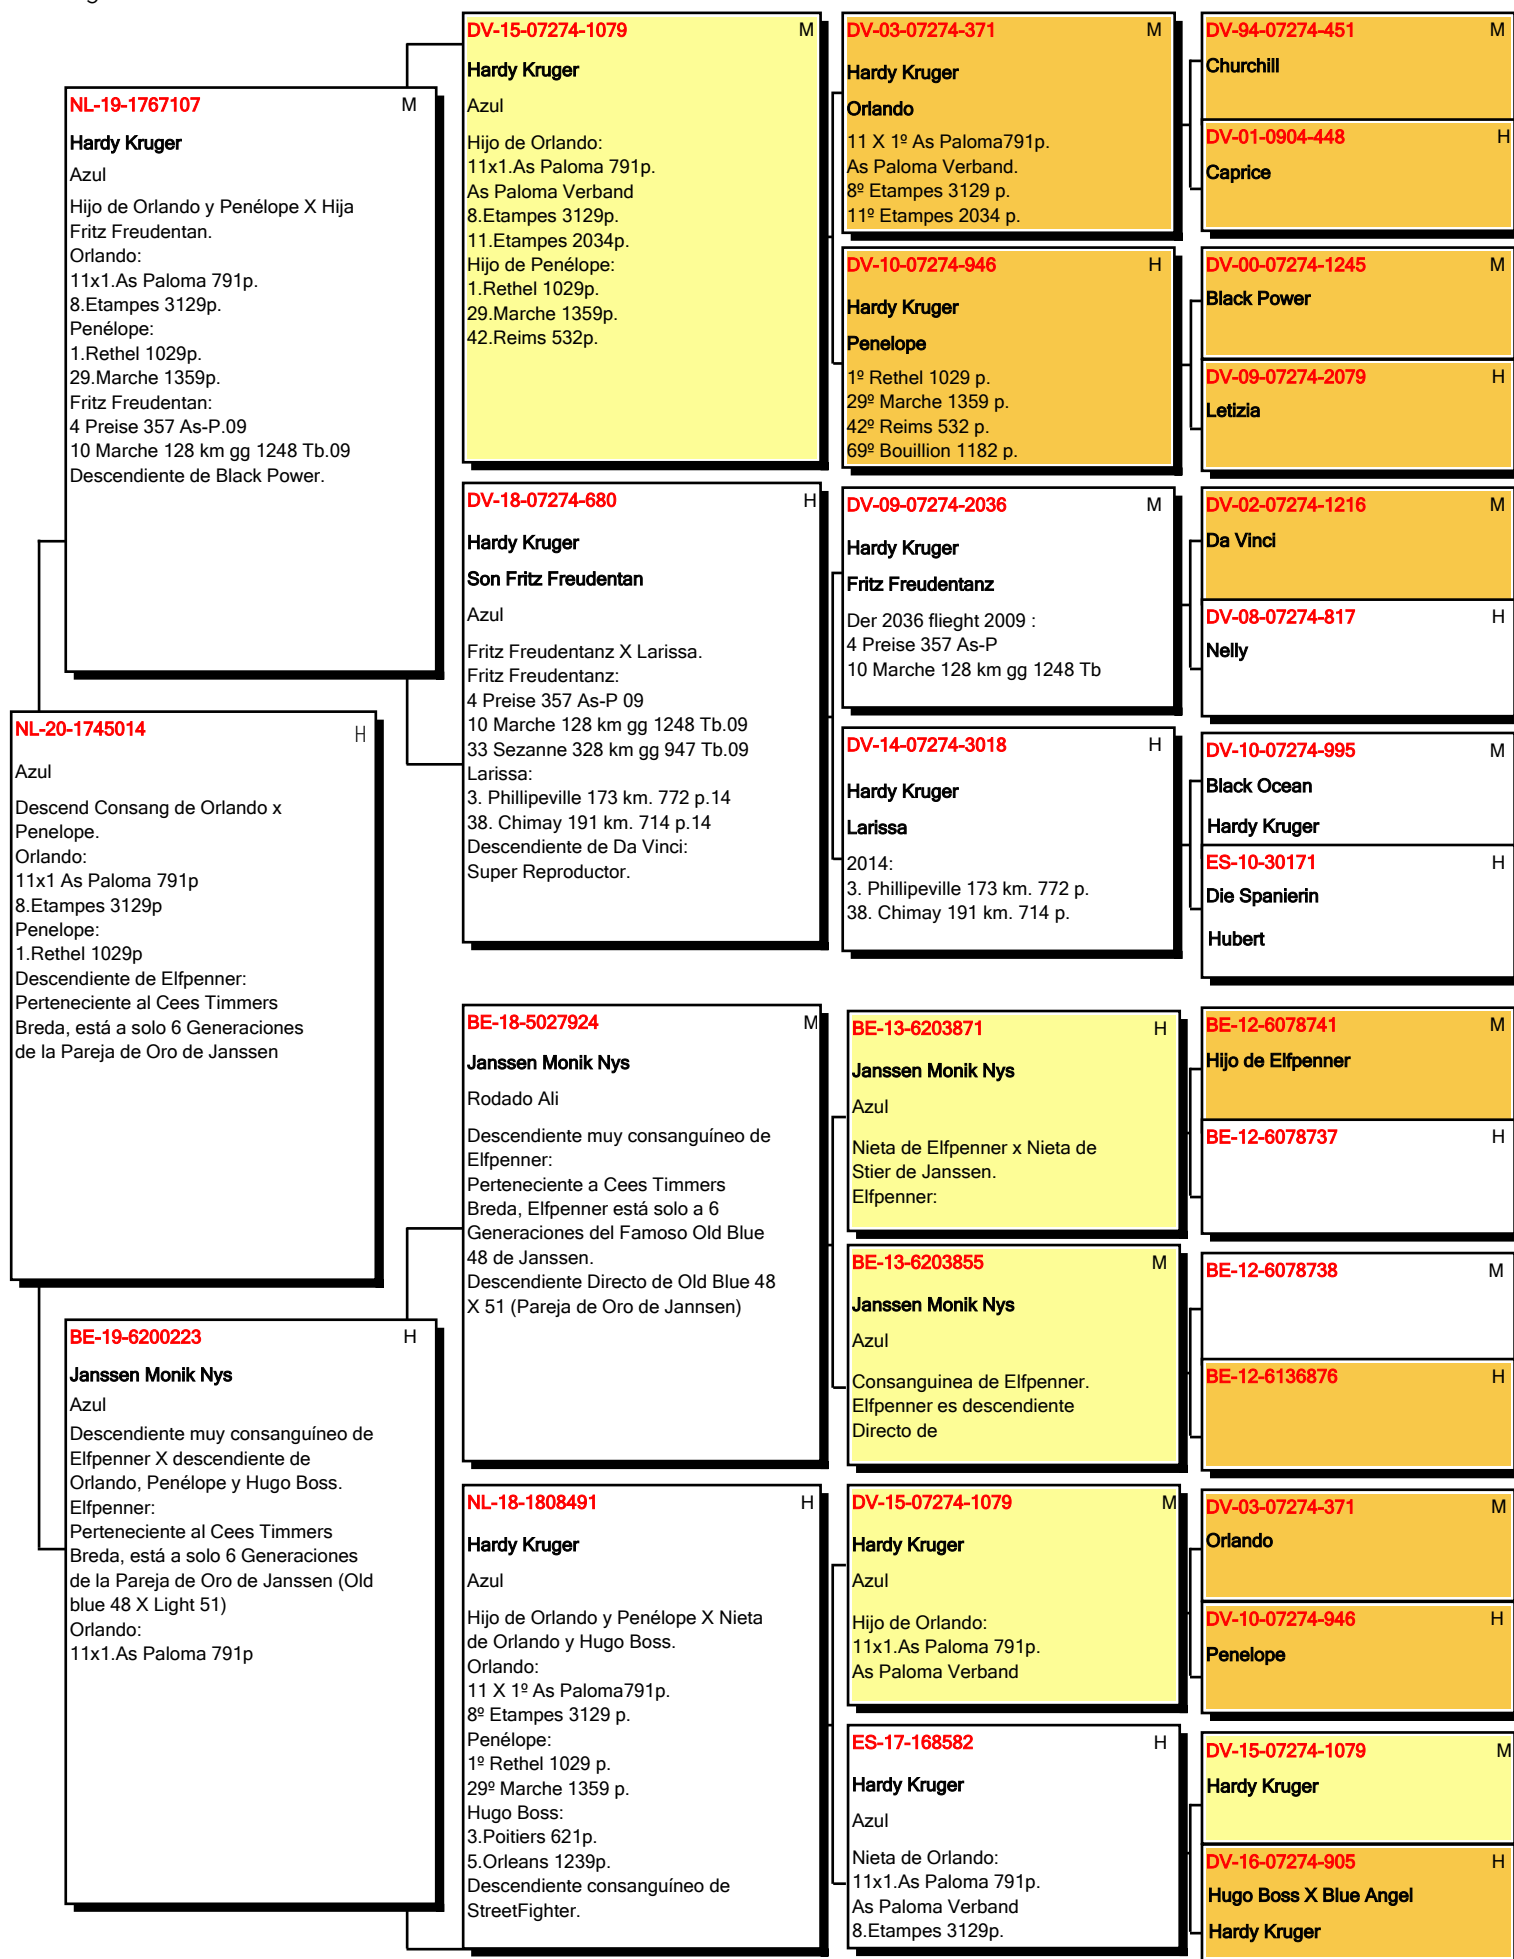 NL-20-1745014 H
Azul
Descend Consang de Orlando x
Penelope.
Orlando:
11x1 As Paloma 791p
8.Etampes 3129p
Penelope:
1.Rethel 1029p
Descendiente de Elfpenner:
Perteneciente al Cees Timmers
Breda, está a solo 6 Generaciones
de la Pareja de Oro de Janssen
NL-19-1767107 M
Hardy Kruger
Azul
Hijo de Orlando y Penélope X Hija
Fritz Freudentan.
Orlando:
11x1.As Paloma 791p.
8.Etampes 3129p.
Penélope:
1.Rethel 1029p.
29.Marche 1359p.
Fritz Freudentan:
4 Preise 357 As-P.09
10 Marche 128 km gg 1248 Tb.09
Descendiente de Black Power.
BE-19-6200223 H
Janssen Monik Nys
Azul
Descendiente muy consanguíneo de
Elfpenner X descendiente de
Orlando, Penélope y Hugo Boss.
Elfpenner:
Perteneciente al Cees Timmers
Breda, está a solo 6 Generaciones
de la Pareja de Oro de Janssen (Old
blue 48 X Light 51)
Orlando:
11x1.As Paloma 791p
DV-15-07274-1079 M
Hardy Kruger
Azul
Hijo de Orlando:
11x1.As Paloma 791p.
As Paloma Verband
8.Etampes 3129p.
11.Etampes 2034p.
Hijo de Penélope:
1.Rethel 1029p.
29.Marche 1359p.
42.Reims 532p.
DV-18-07274-680 H
Hardy Kruger
Son Fritz Freudentan
Azul
Fritz Freudentanz X Larissa.
Fritz Freudentanz:
4 Preise 357 As-P 09
10 Marche 128 km gg 1248 Tb.09
33 Sezanne 328 km gg 947 Tb.09
Larissa:
3. Phillipeville 173 km. 772 p.14
38. Chimay 191 km. 714 p.14
Descendiente de Da Vinci:
Super Reproductor.
BE-18-5027924 M
Janssen Monik Nys
Rodado Ali
Descendiente muy consanguíneo de
Elfpenner:
Perteneciente a Cees Timmers
Breda, Elfpenner está solo a 6
Generaciones del Famoso Old Blue
48 de Janssen.
Descendiente Directo de Old Blue 48
X 51 (Pareja de Oro de Jannsen)
NL-18-1808491 H
Hardy Kruger
Azul
Hijo de Orlando y Penélope X Nieta
de Orlando y Hugo Boss.
Orlando:
11 X 1º As Paloma791p.
8º Etampes 3129 p.
Penélope:
1º Rethel 1029 p.
29º Marche 1359 p.
Hugo Boss:
3.Poitiers 621p.
5.Orleans 1239p.
Descendiente consanguíneo de
StreetFighter.
DV-03-07274-371 M
Hardy Kruger
Orlando
11 X 1º As Paloma791p.
As Paloma Verband.
8º Etampes 3129 p.
11º Etampes 2034 p.
DV-10-07274-946 H
Hardy Kruger
Penelope
1º Rethel 1029 p.
29º Marche 1359 p.
42º Reims 532 p.
69º Bouillion 1182 p.
DV-09-07274-2036 M
Hardy Kruger
Fritz Freudentanz
Der 2036 flieght 2009 :
4 Preise 357 As-P
10 Marche 128 km gg 1248 Tb
DV-14-07274-3018 H
Hardy Kruger
Larissa
2014:
3. Phillipeville 173 km. 772 p.
38. Chimay 191 km. 714 p.
BE-13-6203871 H
Janssen Monik Nys
Azul
Nieta de Elfpenner x Nieta de
Stier de Janssen.
Elfpenner:
BE-13-6203855 M
Janssen Monik Nys
Azul
Consanguinea de Elfpenner.
Elfpenner es descendiente
Directo de
DV-15-07274-1079 M
Hardy Kruger
Azul
Hijo de Orlando:
11x1.As Paloma 791p.
As Paloma Verband
ES-17-168582 H
Hardy Kruger
Azul
Nieta de Orlando:
11x1.As Paloma 791p.
As Paloma Verband
8.Etampes 3129p.
DV-94-07274-451 M
Churchill
DV-01-0904-448 H
Caprice
DV-00-07274-1245 M
Black Power
DV-09-07274-2079 H
Letizia
DV-02-07274-1216 M
Da Vinci
DV-08-07274-817 H
Nelly
DV-10-07274-995 M
Black Ocean
Hardy Kruger
ES-10-30171 H
Die Spanierin
Hubert
BE-12-6078741 M
Hijo de Elfpenner
BE-12-6078737 H
BE-12-6078738 M
BE-12-6136876 H
DV-03-07274-371 M
Orlando
DV-10-07274-946 H
Penelope
DV-15-07274-1079 M
Hardy Kruger
DV-16-07274-905 H
Hugo Boss X Blue Angel
Hardy Kruger